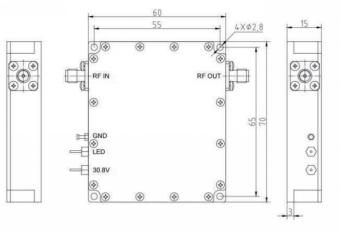 60
55
4XΦ2.8
15
RF IN
RF OUT
65
70
GND
LED
30.8V
3